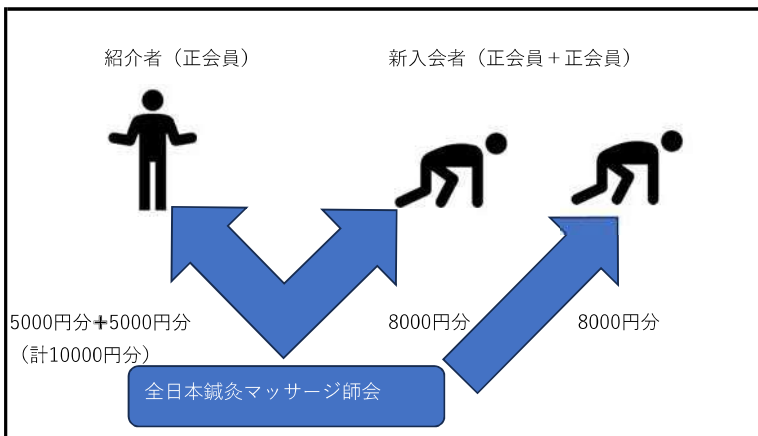 紹介者（正会員）
新入会者（正会員＋正会員）
5000円分+5000円分
（計10000円分）
8000円分
8000円分
全日本鍼灸マッサージ師会